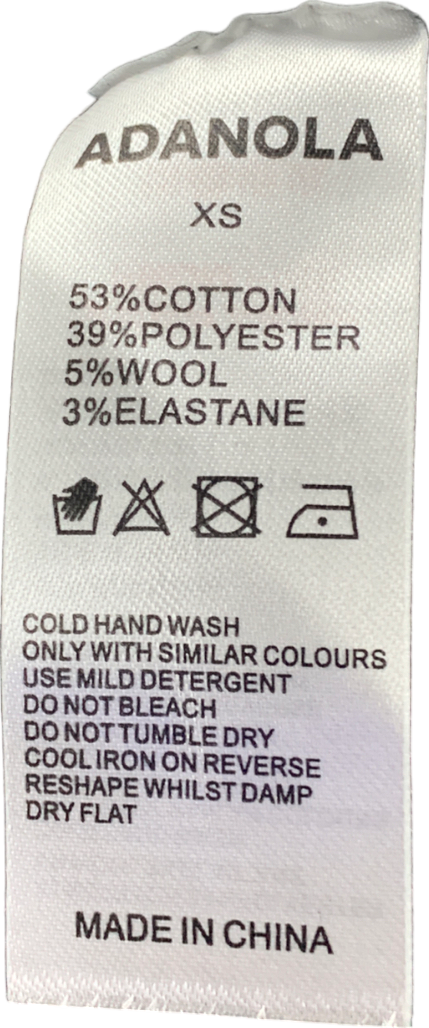 ADANOLA
XS
53%COTTON
39%POLYESTER
5%WOOL
3%ELASTANE
COLD HAND WASH
ONLY WITH SIMILAR COLOURS
USE MILD DETERGENT
DO NOT BLEACH
DO NOT TUMBLE DRY
COOL IRON ON REVERSE
RESHAPE WHILST DAMP
DRY FLAT
MADE IN CHINA